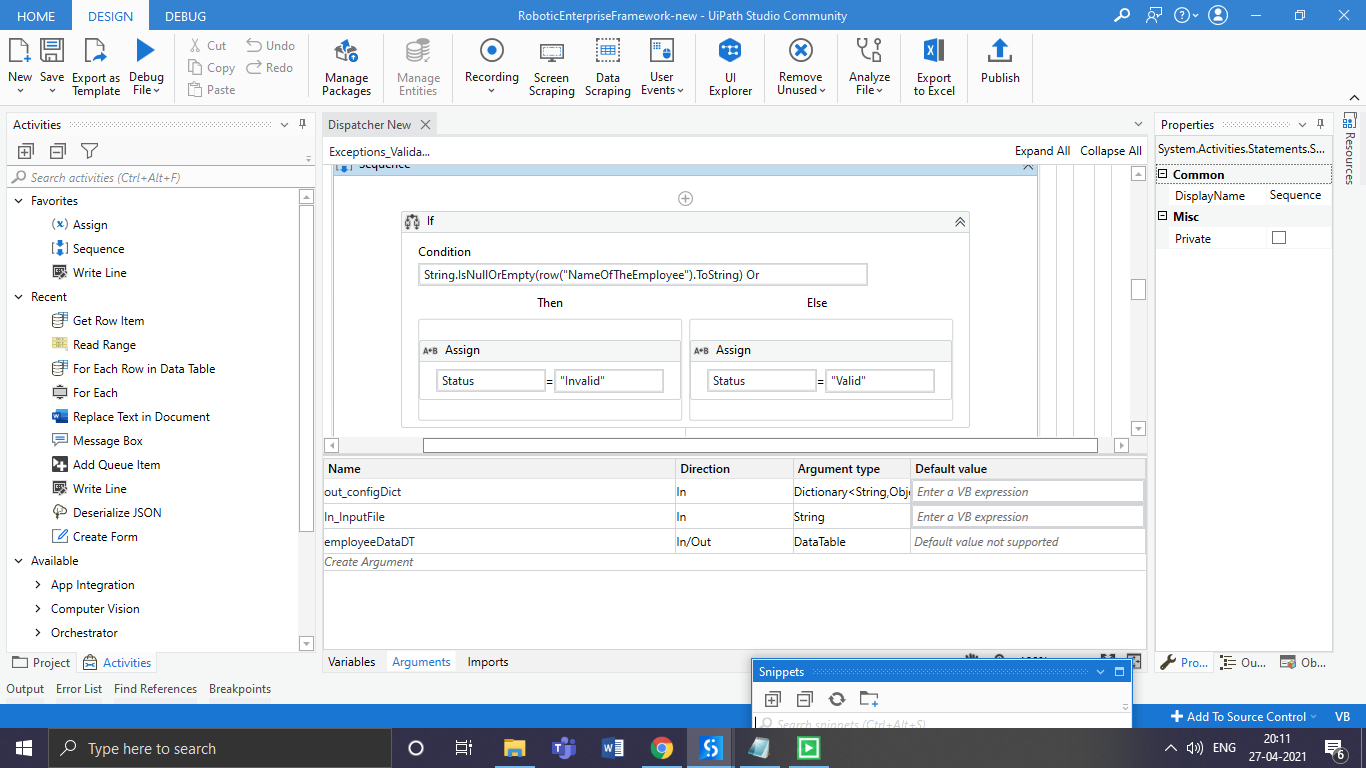 HOME DESIGN DEBUG RoboticEnterpriseFramework-new - UiPath Studio Community
New Save Export as Template Debug File Cut Copy Paste Undo Redo Manage Packages Manage Entities Recording Screen Scraping Data Scraping User Events UI Explorer Remove Unused Analyze File Export to Excel Publish
Activities
Search activities (Ctrl+Alt+F)
Favorites
Assign
Sequence
Write Line
Recent
Get Row Item
Read Range
For Each Row in Data Table
For Each
Replace Text in Document
Message Box
Add Queue Item
Write Line
Deserialize JSON
Create Form
Available
App Integration
Computer Vision
Orchestrator
Project Activities
Dispatcher New
Exceptions_Valida... Expand All Collapse All
Sequence
If
Condition
String.IsNullOrEmpty(row("NameOfTheEmployee").ToString) Or
Then Else
Assign Assign
Status = "Invalid" Status = "Valid"
Name Direction Argument type Default value
out_configDict In Dictionary<String,Obje Enter a VB expression
In_InputFile In String Enter a VB expression
employeeDataDT In/Out DataTable Default value not supported
Create Argument
Variables Arguments Imports
Properties
System.Activities.Statements.S...
Common
DisplayName Sequence
Misc
Private
Resources
Pro... Ou... Ob...
Snippets
Search snippets (Ctrl+Alt+S)
Output Error List Find References Breakpoints
Add To Source Control VB
Type here to search
ENG 20:11
27-04-2021
6